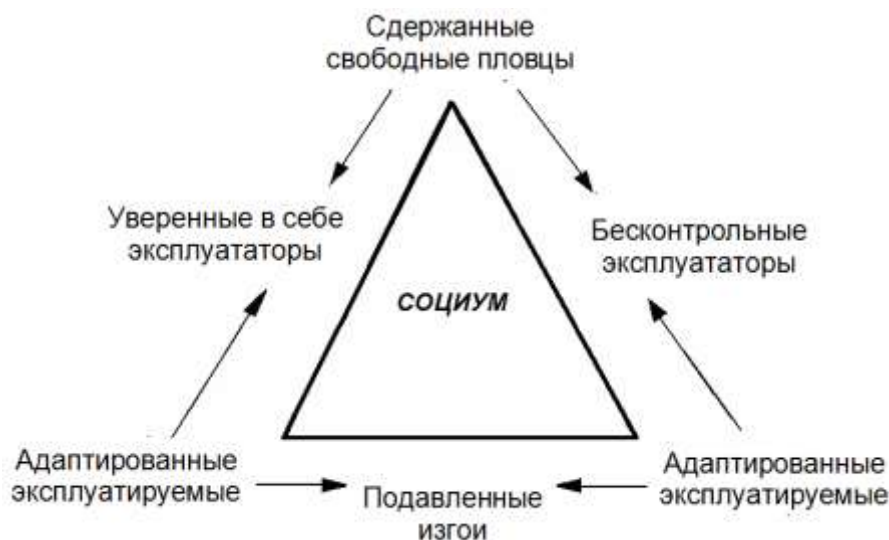 Сдержанные
свободные пловцы
Уверенные в себе
эксплуататоры
Бесконтрольные
эксплуататоры
СОЦИУМ
Адаптированные
эксплуатируемые
Подавленные
изгои
Адаптированные
эксплуатируемые